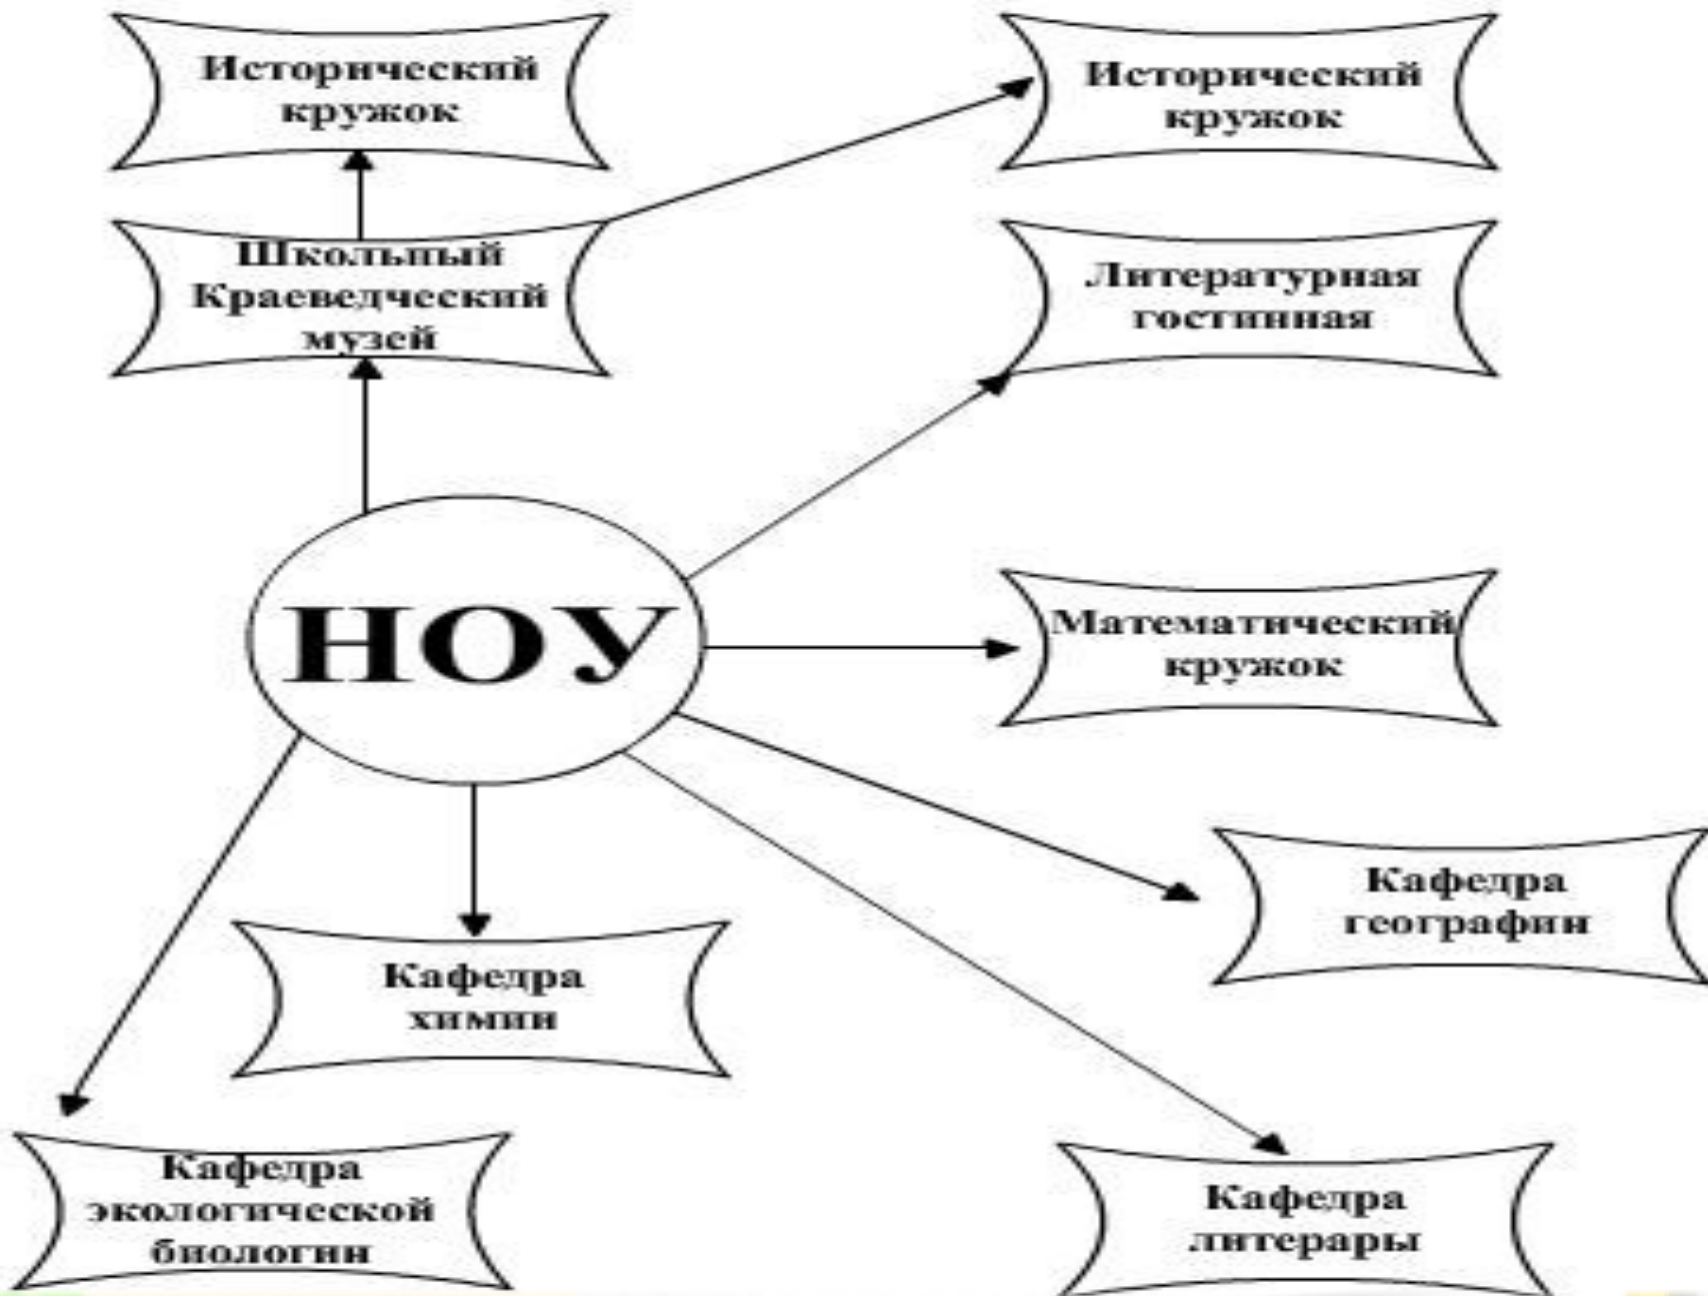 Исторический
кружок
Исторический
кружок
Школьный
Краеведческий
музей
Литературная
гостинная
НОУ
Математический
кружок
Кафедра
географии
Кафедра
химии
Кафедра
экологической
биологии
Кафедра
литерары